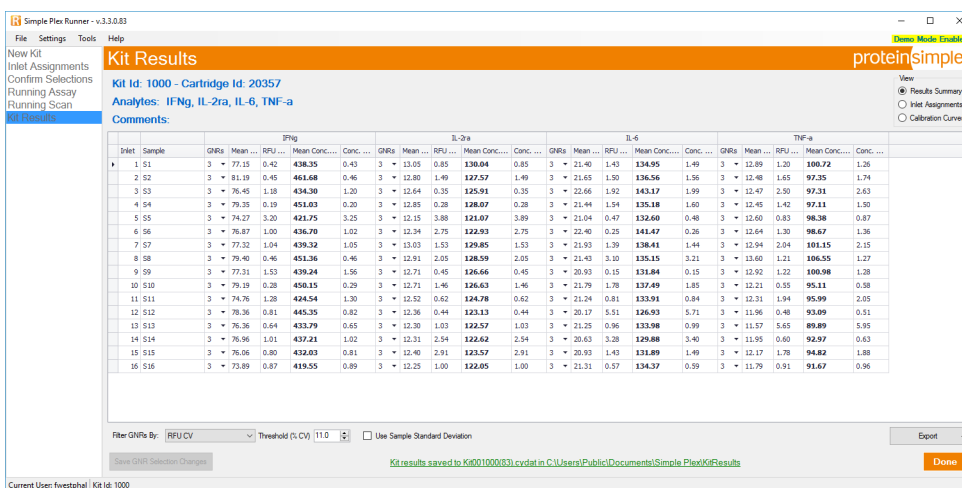 Simple Plex Runner - v.3.3.0.83
File Settings Tools Help
Demo Mode Enable
New Kit
Inlet Assignments
Confirm Selections
Running Assay
Running Scan
Kit Results
Kit Results
proteinsimple
Kit Id: 1000 - Cartridge Id: 20357
Analytes: IFNg, IL-2ra, IL-6, TNF-a
Comments:
View
Results Summary
Inlet Assignments
Calibration Curve
IFNg IL-2ra IL-6 TNF-a
Inlet Sample GNRs Mean ... RFU ... Mean Conc.... Conc. ... GNRs Mean ... RFU ... Mean Conc.... Conc. ... GNRs Mean ... RFU ... Mean Conc.... Conc. ... GNRs Mean ... RFU ... Mean Conc.... Conc. ...
1 S1 3 77.15 0.42 438.35 0.43 3 13.05 0.85 130.04 0.85 3 21.40 1.43 134.95 1.49 3 12.89 1.20 100.72 1.26
2 S2 3 81.19 0.45 461.68 0.46 3 12.80 1.49 127.57 1.49 3 21.65 1.50 136.56 1.56 3 12.48 1.65 97.35 1.74
3 S3 3 76.45 1.18 434.30 1.20 3 12.64 0.35 125.91 0.35 3 22.66 1.92 143.17 1.99 3 12.47 2.50 97.31 2.63
4 S4 3 79.35 0.19 451.03 0.20 3 12.85 0.28 128.07 0.28 3 21.44 1.54 135.18 1.60 3 12.45 1.42 97.11 1.50
5 S5 3 74.27 3.20 421.75 3.25 3 12.15 3.88 121.07 3.89 3 21.04 0.47 132.60 0.48 3 12.60 0.83 98.38 0.87
6 S6 3 76.87 1.00 436.70 1.02 3 12.34 2.75 122.93 2.75 3 22.40 0.25 141.47 0.26 3 12.64 1.30 98.67 1.36
7 S7 3 77.32 1.04 439.32 1.05 3 13.03 1.53 129.85 1.53 3 21.93 1.39 138.41 1.44 3 12.94 2.04 101.15 2.15
8 S8 3 79.40 0.46 451.36 0.46 3 12.91 2.05 128.59 2.05 3 21.43 3.10 135.15 3.21 3 13.60 1.21 106.55 1.27
9 S9 3 77.31 1.53 439.24 1.56 3 12.71 0.45 126.66 0.45 3 20.93 0.15 131.84 0.15 3 12.92 1.22 100.98 1.28
10 S10 3 79.19 0.28 450.15 0.29 3 12.71 1.46 126.63 1.46 3 21.79 1.78 137.49 1.85 3 12.21 0.55 95.11 0.58
11 S11 3 74.76 1.28 424.54 1.30 3 12.52 0.62 124.78 0.62 3 21.24 0.81 133.91 0.84 3 12.31 1.94 95.99 2.05
12 S12 3 78.36 0.81 445.35 0.82 3 12.36 0.44 123.13 0.44 3 20.17 5.51 126.93 5.71 3 11.96 0.48 93.09 0.51
13 S13 3 76.36 0.64 433.79 0.65 3 12.30 1.03 122.57 1.03 3 21.25 0.96 133.98 0.99 3 11.57 5.65 89.89 5.95
14 S14 3 76.96 1.01 437.21 1.02 3 12.31 2.54 122.62 2.54 3 20.63 3.28 129.88 3.40 3 11.95 0.60 92.97 0.63
15 S15 3 76.06 0.80 432.03 0.81 3 12.40 2.91 123.57 2.91 3 20.93 1.43 131.89 1.49 3 12.17 1.78 94.82 1.88
16 S16 3 73.89 0.87 419.55 0.89 3 12.25 1.00 122.05 1.00 3 21.31 0.57 134.37 0.59 3 11.79 0.91 91.67 0.96
Filter GNRs By: RFU CV Threshold (% CV) 11.0 Use Sample Standard Deviation
Export
Save GNR Selection Changes
Kit results saved to Kit001000(83).cydat in C:\Users\Public\Documents\Simple Plex\KitResults
Done
Current User: fwestphal Kit Id: 1000